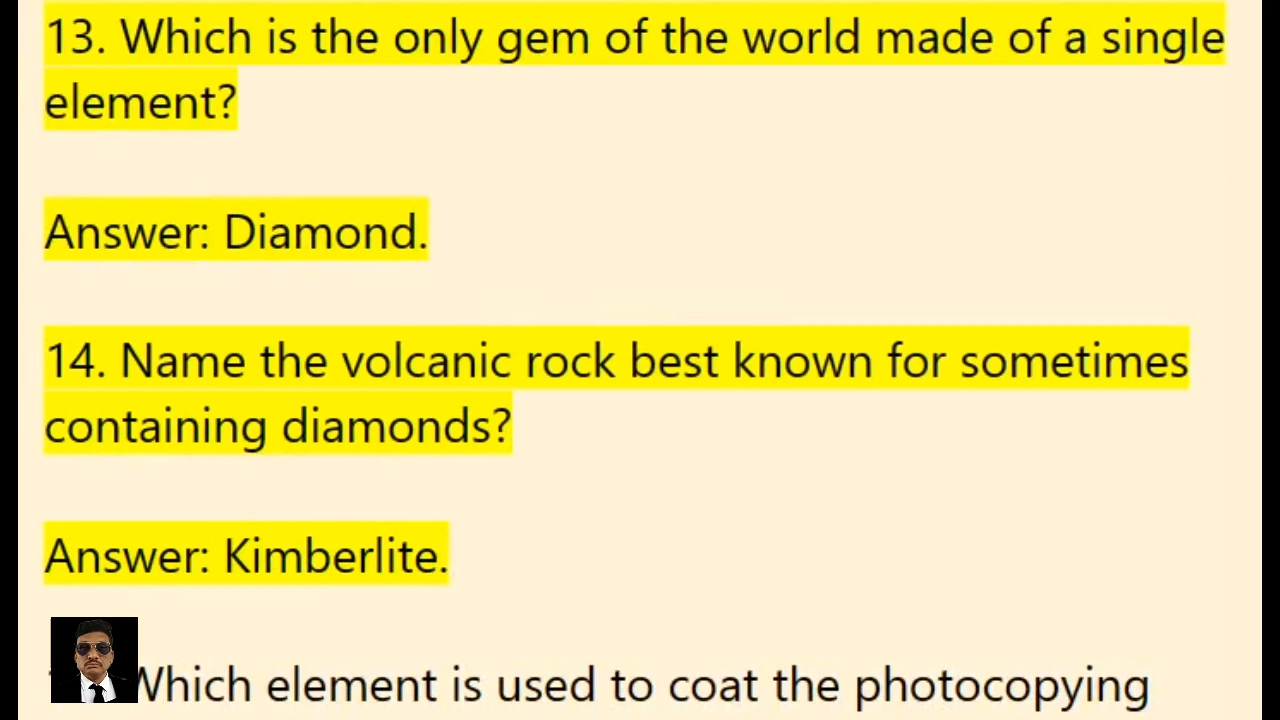 13. Which is the only gem of the world made of a single
element?
Answer: Diamond.
14. Name the volcanic rock best known for sometimes
containing diamonds?
Answer: Kimberlite.
Which element is used to coat the photocopying